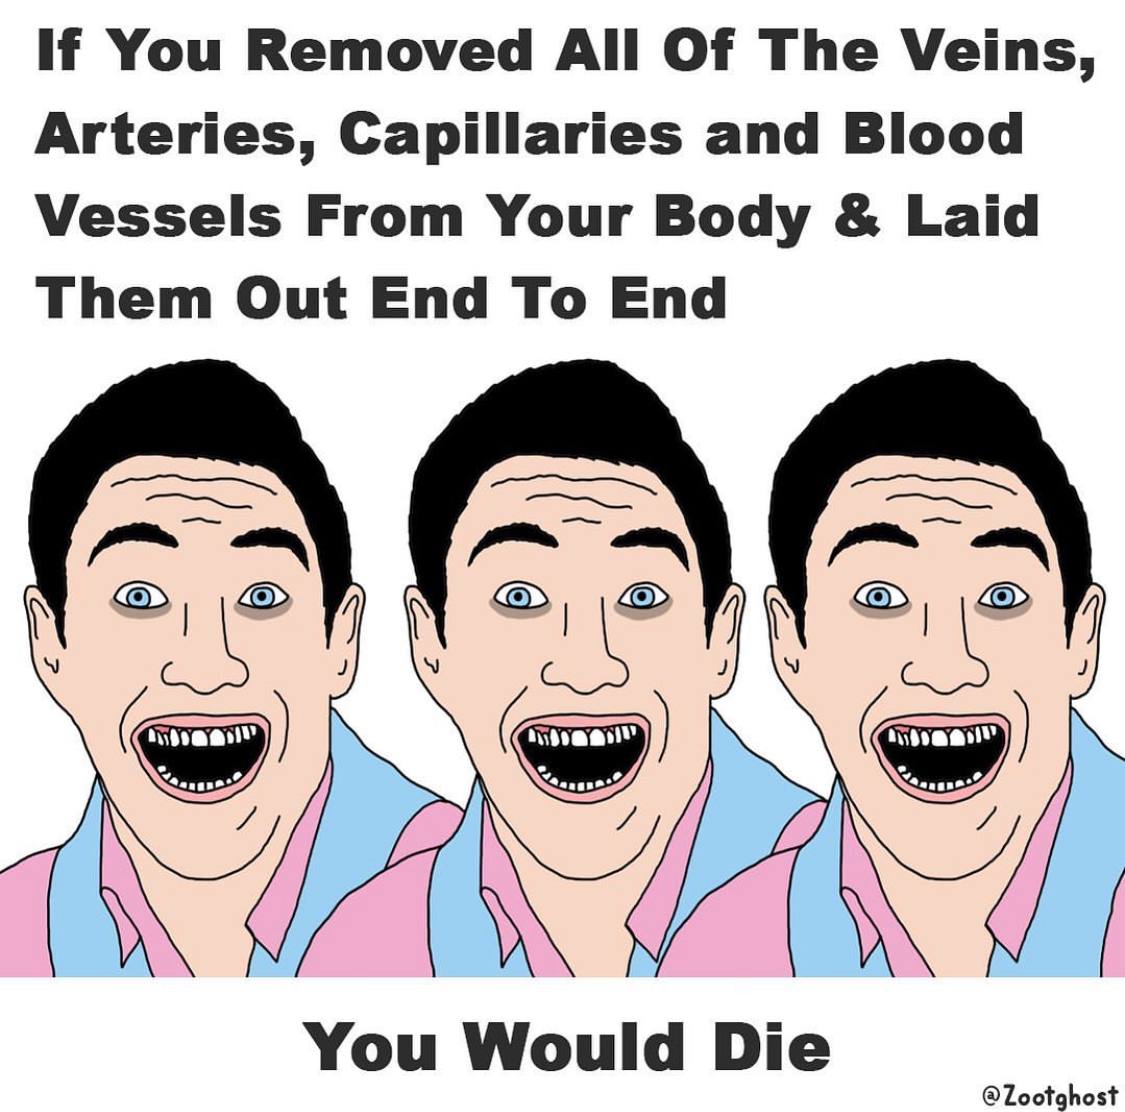 If You Removed All Of The Veins,
Arteries, Capillaries and Blood
Vessels From Your Body & Laid
Them Out End To End
You Would Die
@Zootghost